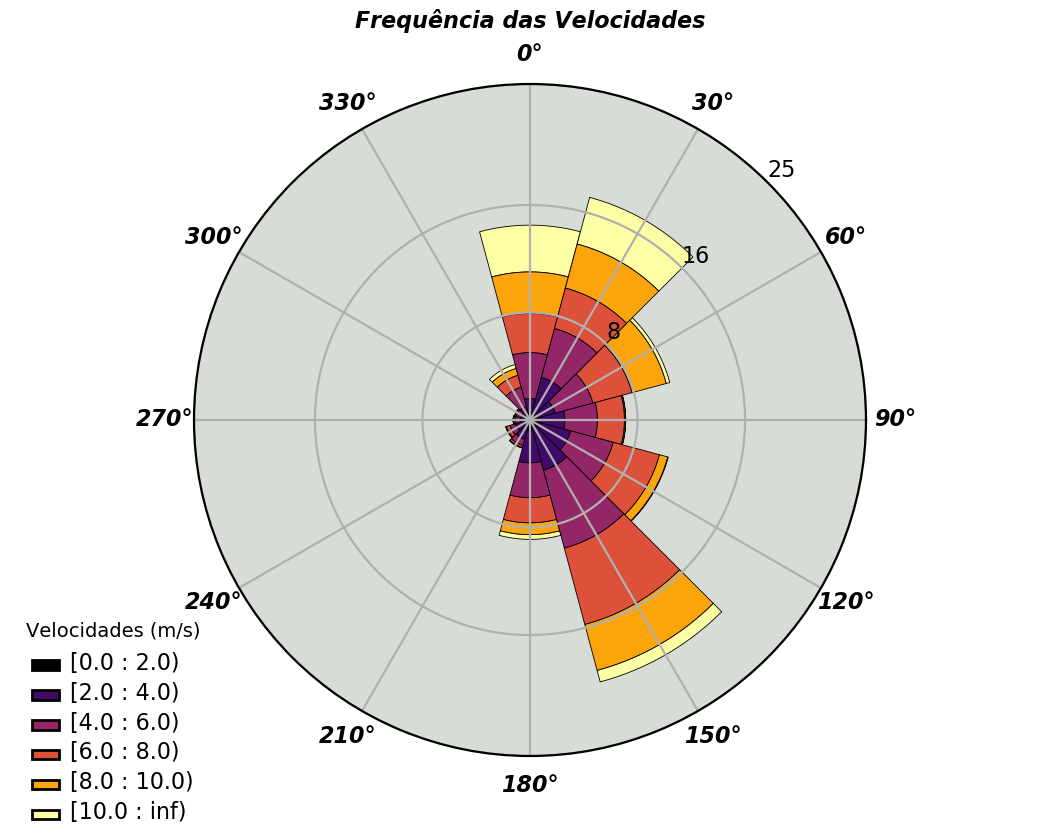 Frequência das Velocidades
0°
330°
30°
25
300°
60°
16
8
270°
90°
240°
120°
210°
150°
180°
Velocidades (m/s)
[0.0 : 2.0)
[2.0 : 4.0)
[4.0 : 6.0)
[6.0 : 8.0)
[8.0 : 10.0)
[10.0 : inf)